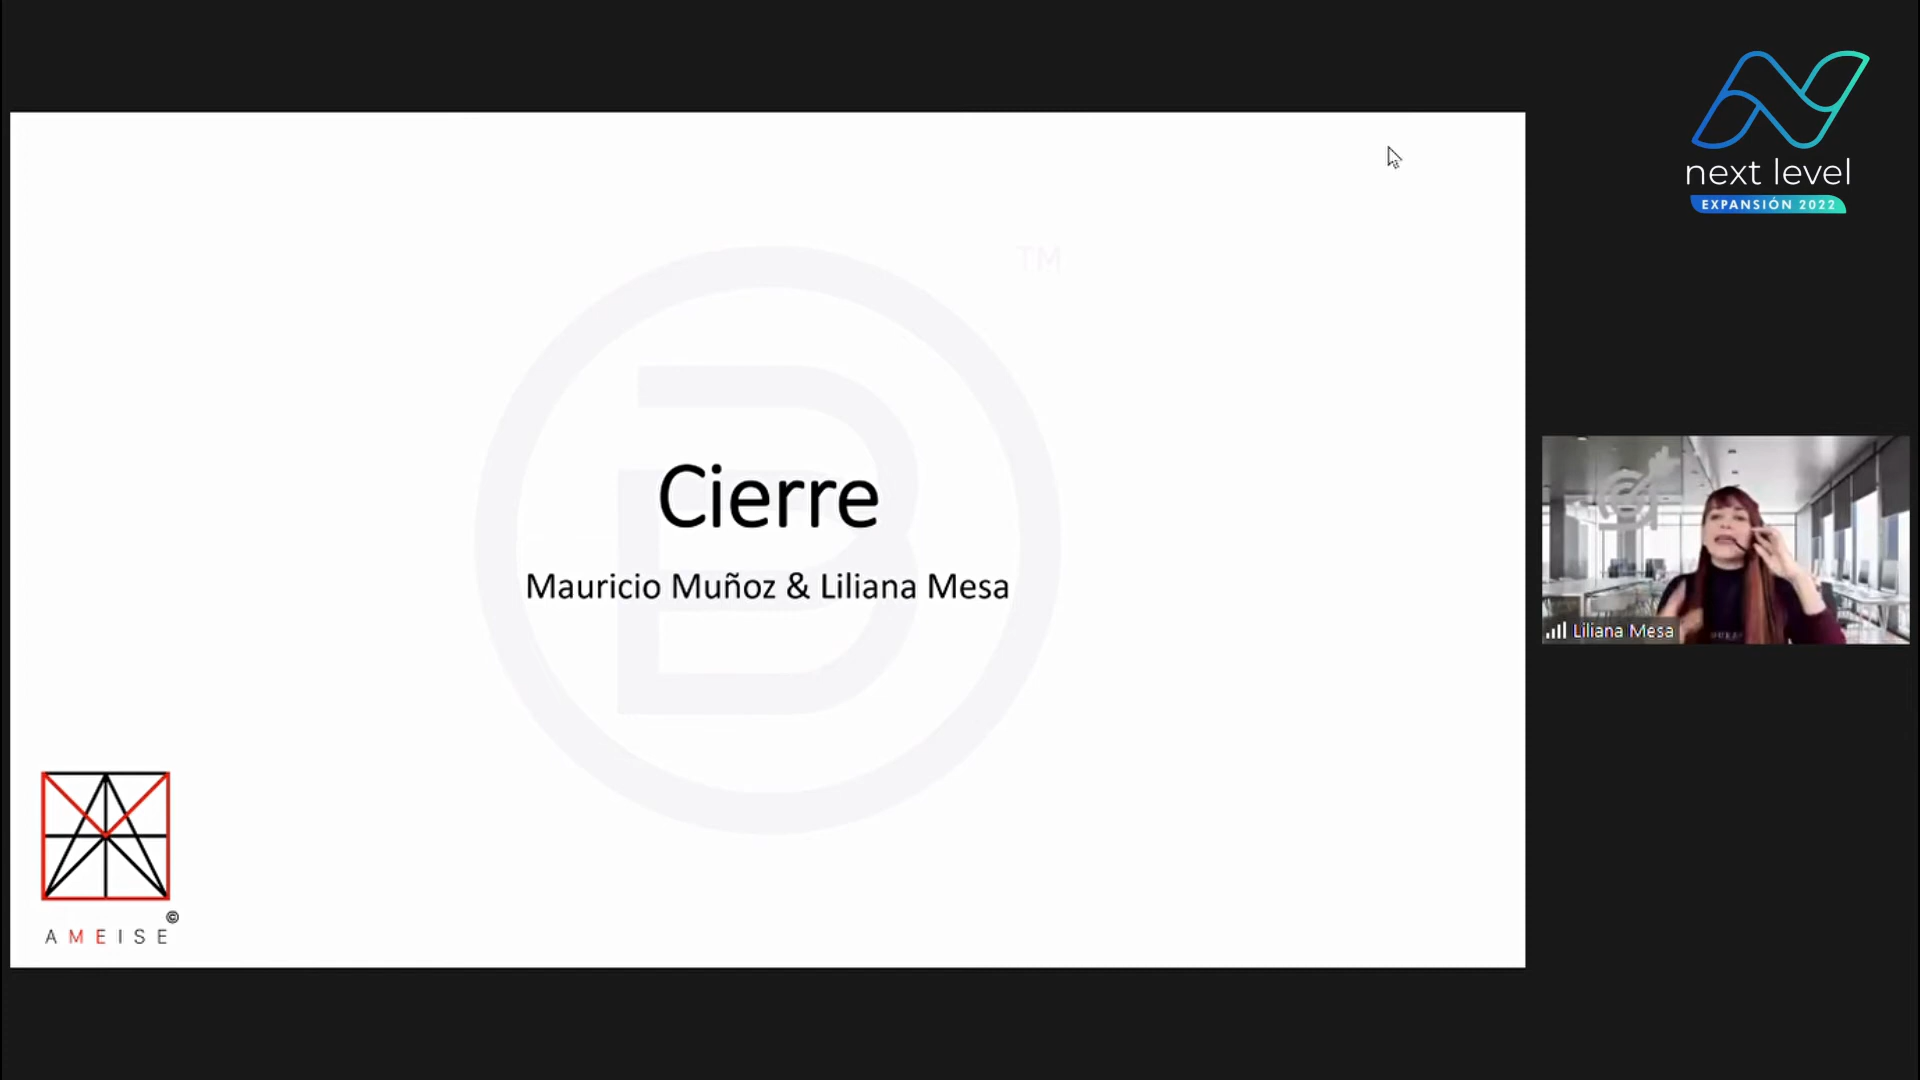 next level
EXPANSIÓN 2022
TM
B
Cierre
Mauricio Muñoz & Liliana Mesa
Liliana Mesa
©
AMEISE